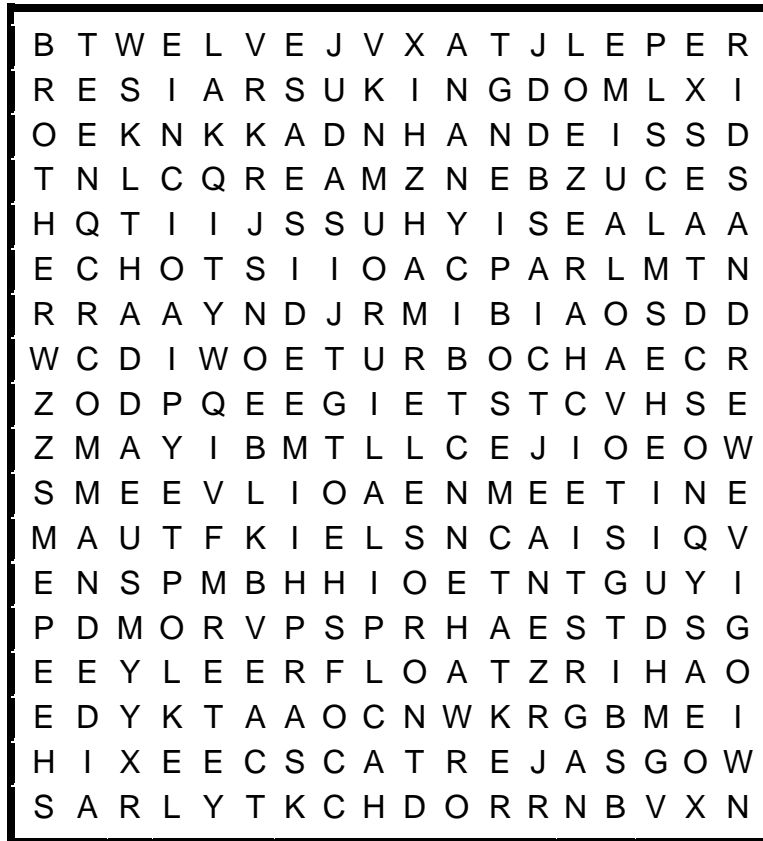 B T W E L V E J V X A T J L E P E R
R E S I A R S U K I N G D O M L X I
O E K N K K A D N H A N D E I S S D
T N L C Q R E A M Z N E B Z U C E S
H Q T I I J S S U H Y I S E A L A A
E C H O T S I I O A C P A R L M T N
R R A A Y N D J R M I B I A O S D D
W C D I W O E T U R B O C H A E C R
Z O D P Q E E G I E T S T C V H S E
Z M A Y I B M T L L C E J I O E O W
S M E E V L I O A E N M E E T I N E
M A U T F K I E L S N C A I S I Q V
E N S P M B H H I O E T N T G U Y I
P D M O R V P S P R H A E S T D S G
E E Y L E E R F L O A T Z R I H A O
E D Y K T A A O C N W K R G B M E I
H I X E E C S C A T R E J A S G O W
S A R L Y T K C H D O R R N B V X N